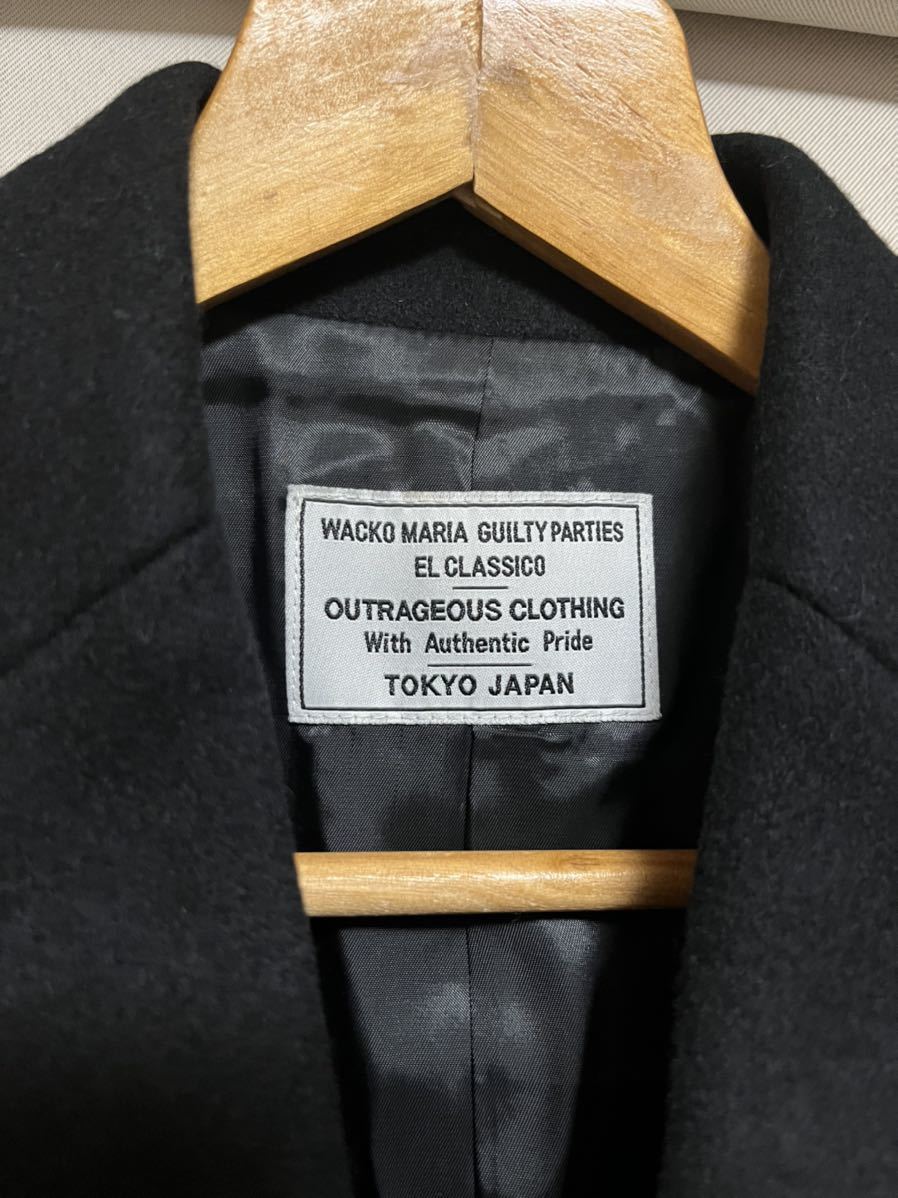 WACKO MARIA GUILTY PARTIES
EL CLASSICO
OUTRAGEOUS CLOTHING
With Authentic Pride
TOKYO JAPAN